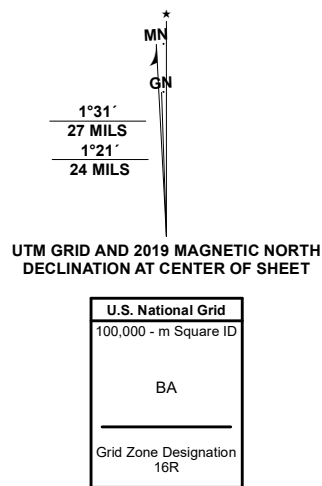 MN
GN
1°31´
27 MILS
1°21´
24 MILS
UTM GRID AND 2019 MAGNETIC NORTH
DECLINATION AT CENTER OF SHEET
U.S. National Grid
100,000 - m Square ID
BA
Grid Zone Designation
16R